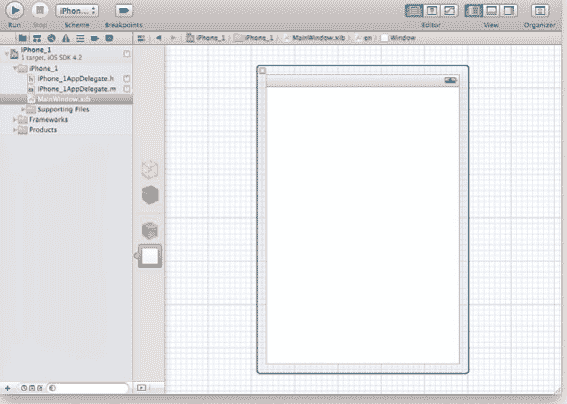 iPhon...
Run Stop Scheme Breakpoints Editor View Organizer
iPhone_1 iPhone_1 MainWindow.xib en Window
iPhone_1
1 target, iOS SDK 4.2
iPhone_1
iPhone_1AppDelegate.h
iPhone_1AppDelegate.m
MainWindow.xib
Supporting Files
Frameworks
Products